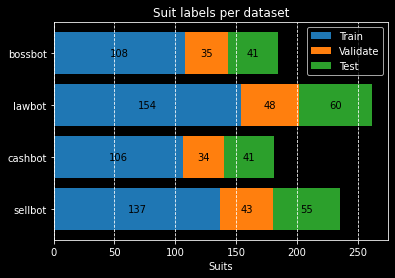 Suit labels per dataset
Train
Validate
Test
bossbot 108 35 41
lawbot 154 48 60
cashbot 106 34 41
sellbot 137 43 55
0 50 100 150 200 250
Suits